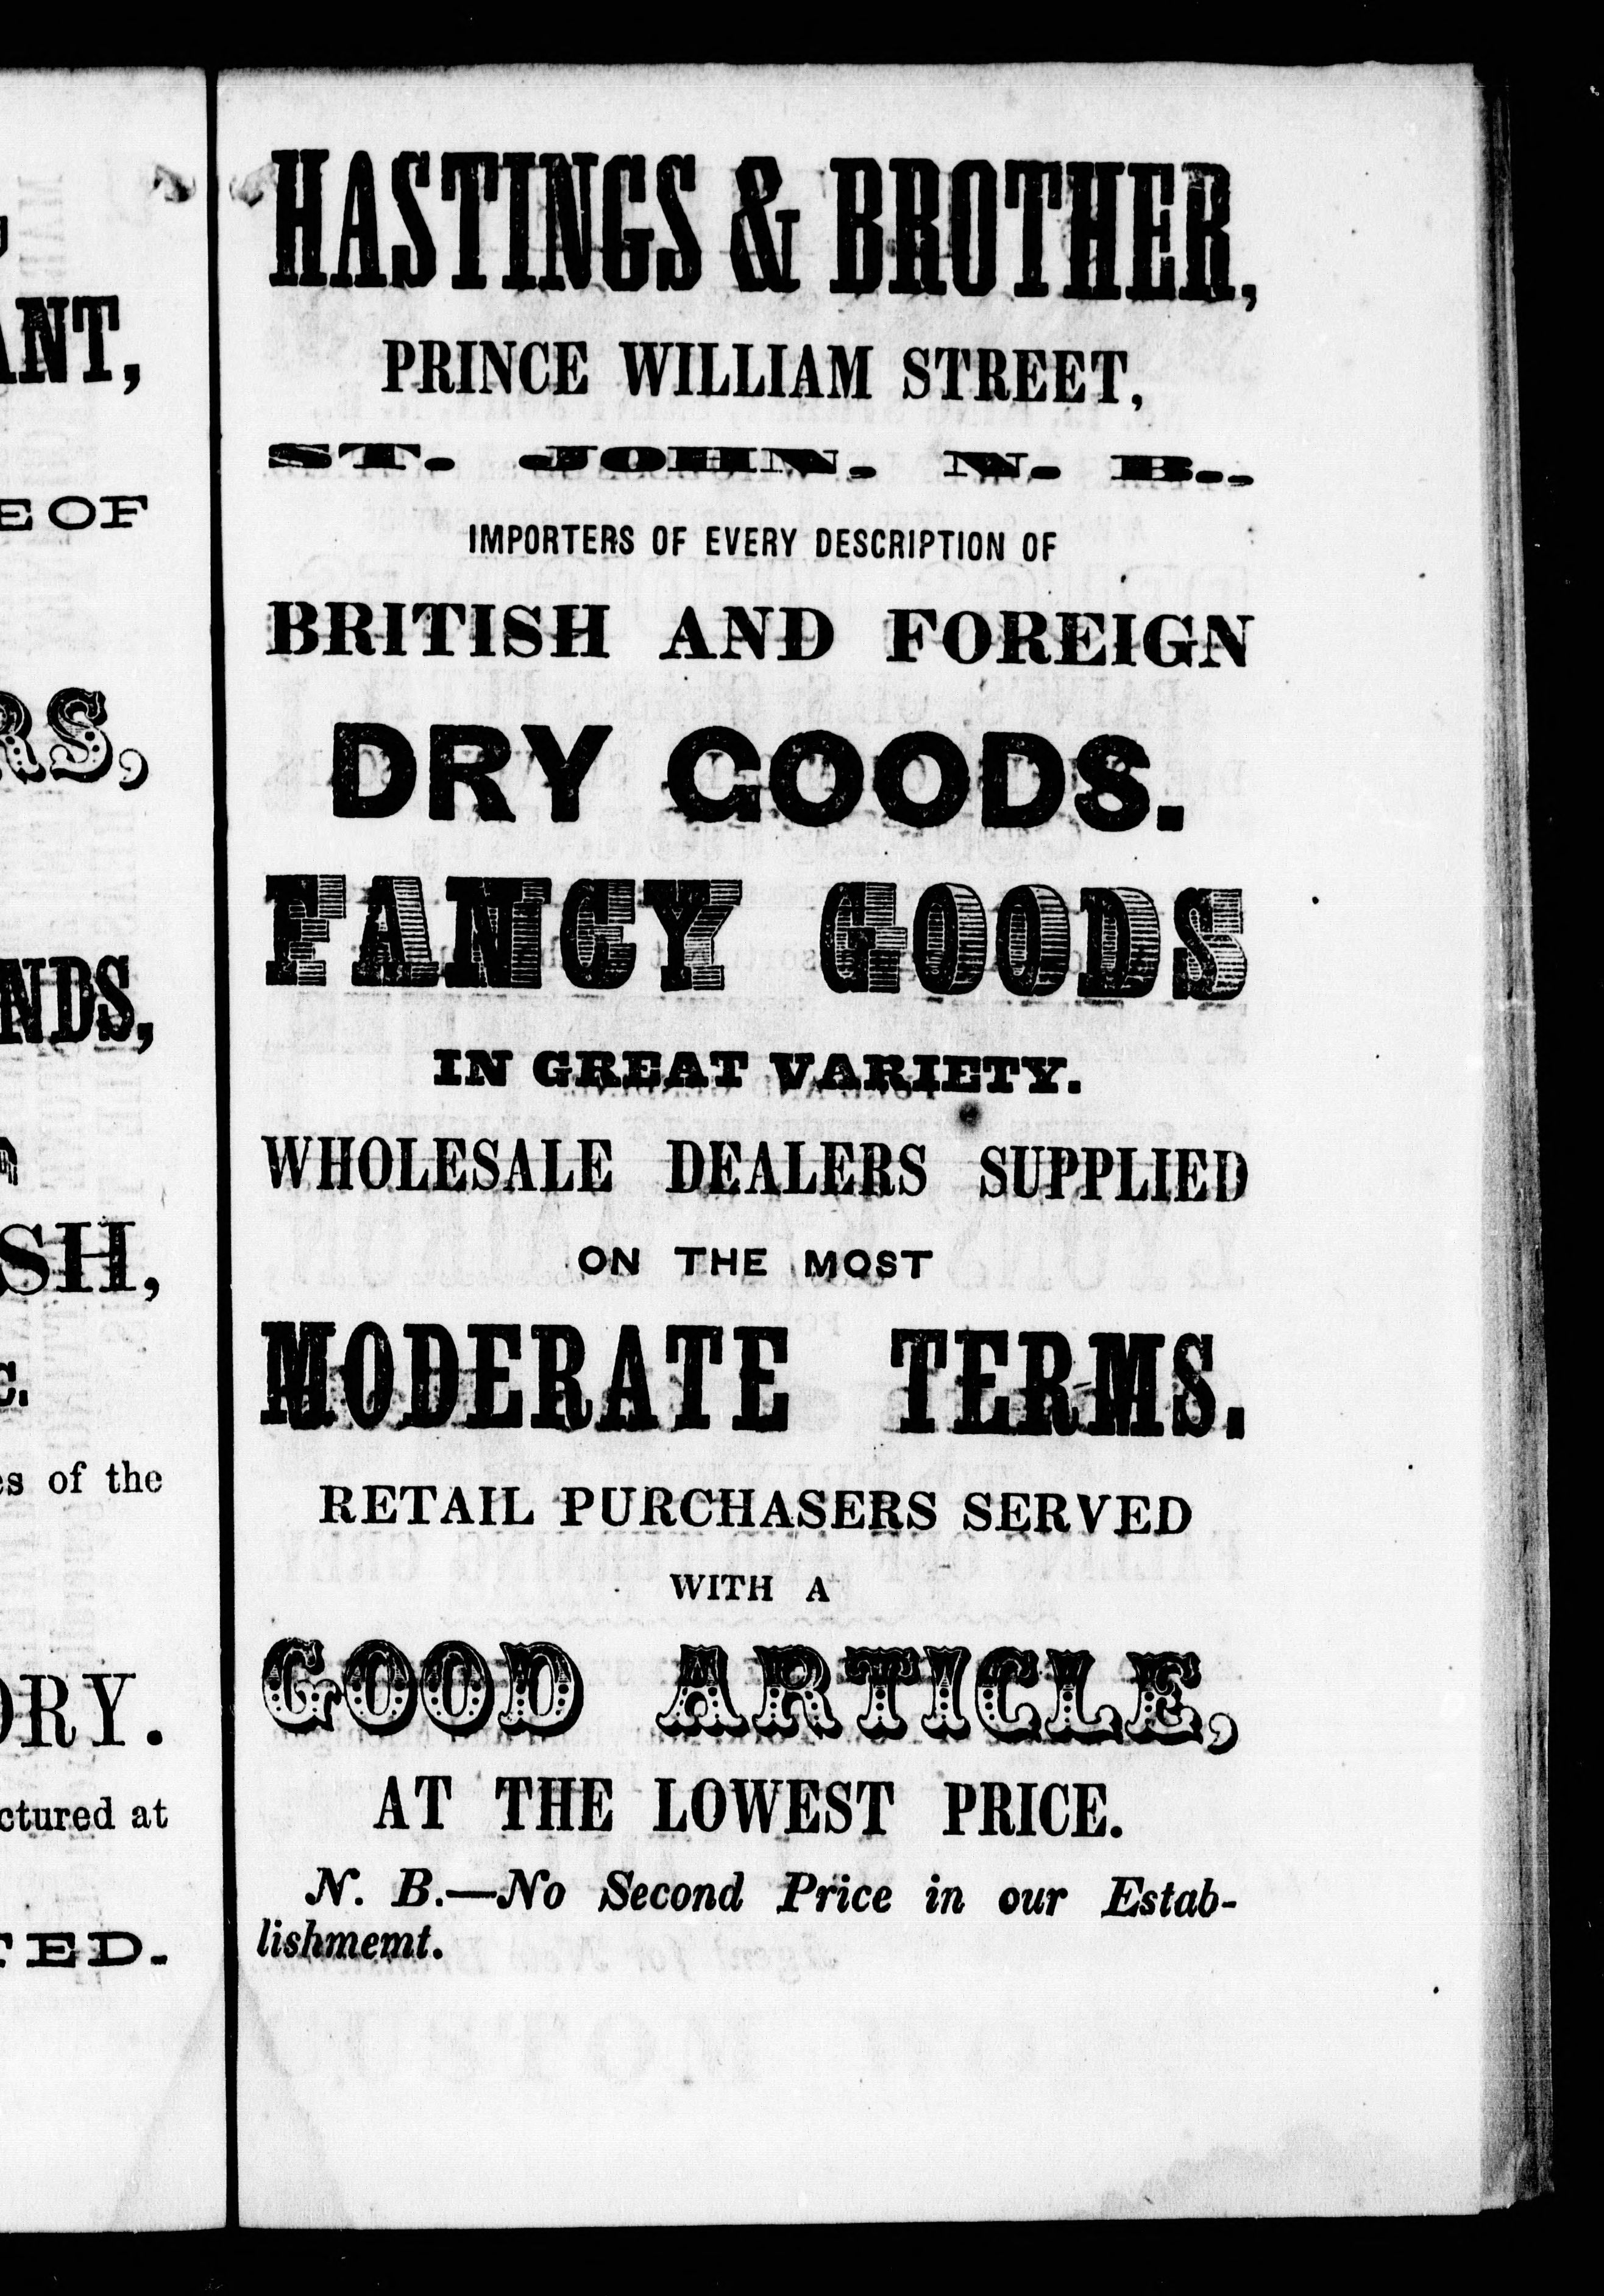 ANT,
E OF
RS,
NDS,
SH,
C.
es of the
ORY.
ctured at
TED.
HASTINGS & BROTHER,
PRINCE WILLIAM STREET,
ST. JOHN. N. B.,
IMPORTERS OF EVERY DESCRIPTION OF
BRITISH AND FOREIGN
DRY GOODS.
FANCY GOODS
IN GREAT VARIETY.
WHOLESALE DEALERS SUPPLIED
ON THE MOST
MODERATE TERMS.
RETAIL PURCHASERS SERVED
WITH A
GOOD ARTICLE,
AT THE LOWEST PRICE.
N. B.—No Second Price in our Estab-
lishmemt.